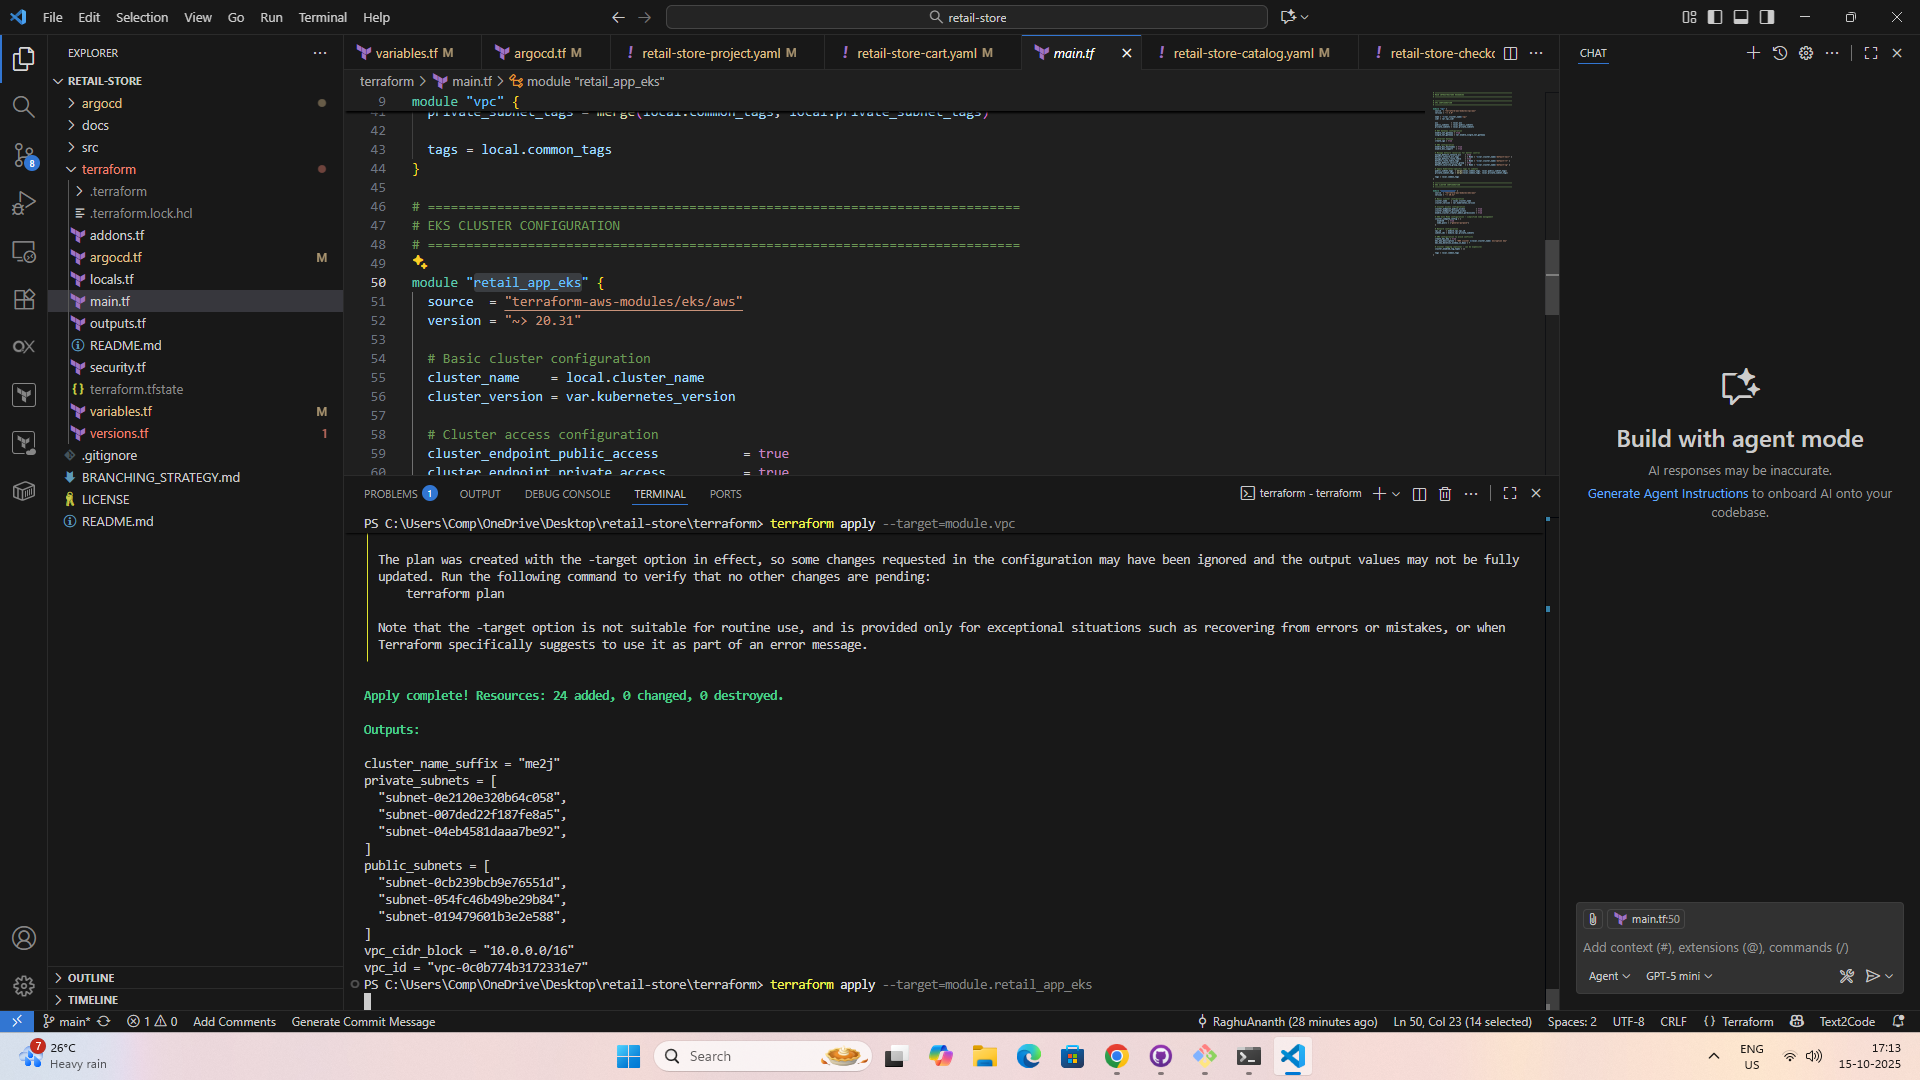 File Edit Selection View Go Run Terminal Help
retail-store
EXPLORER
RETAIL-STORE
argocd
docs
src
terraform
.terraform
.terraform.lock.hcl
addons.tf
argocd.tf M
locals.tf
main.tf
outputs.tf
README.md
security.tf
terraform.tfstate
variables.tf M
versions.tf 1
.gitignore
BRANCHING_STRATEGY.md
LICENSE
README.md
OUTLINE
TIMELINE
variables.tf M argocd.tf M retail-store-project.yaml M retail-store-cart.yaml M main.tf retail-store-catalog.yaml M retail-store-checkc
terraform > main.tf > module "retail_app_eks"
9 module "vpc" {
41 private_subnet_tags = merge(local.common_tags, local.private_subnet_tags)
42
43 tags = local.common_tags
44 }
45
46 # =============================================================================
47 # EKS CLUSTER CONFIGURATION
48 # =============================================================================
49
50 module "retail_app_eks" {
51 source = "terraform-aws-modules/eks/aws"
52 version = "~> 20.31"
53
54 # Basic cluster configuration
55 cluster_name = local.cluster_name
56 cluster_version = var.kubernetes_version
57
58 # Cluster access configuration
59 cluster_endpoint_public_access = true
60 cluster_endpoint_private_access = true
PROBLEMS 1 OUTPUT DEBUG CONSOLE TERMINAL PORTS
terraform - terraform
PS C:\Users\Comp\OneDrive\Desktop\retail-store\terraform> terraform apply --target=module.vpc
The plan was created with the -target option in effect, so some changes requested in the configuration may have been ignored and the output values may not be fully
updated. Run the following command to verify that no other changes are pending:
terraform plan
Note that the -target option is not suitable for routine use, and is provided only for exceptional situations such as recovering from errors or mistakes, or when
Terraform specifically suggests to use it as part of an error message.
Apply complete! Resources: 24 added, 0 changed, 0 destroyed.
Outputs:
cluster_name_suffix = "me2j"
private_subnets = [
"subnet-0e2120e320b64c058",
"subnet-007ded22f187fe8a5",
"subnet-04eb4581daaa7be92",
]
public_subnets = [
"subnet-0cb239bcb9e76551d",
"subnet-054fc46b49be29b84",
"subnet-019479601b3e2e588",
]
vpc_cidr_block = "10.0.0.0/16"
vpc_id = "vpc-0c0b774b3172331e7"
PS C:\Users\Comp\OneDrive\Desktop\retail-store\terraform> terraform apply --target=module.retail_app_eks
CHAT
Build with agent mode
AI responses may be inaccurate.
Generate Agent Instructions to onboard AI onto your
codebase.
main.tf:50
Add context (#), extensions (@), commands (/)
Agent GPT-5 mini
8
main* 1 0 Add Comments Generate Commit Message
RaghuAnanth (28 minutes ago) Ln 50, Col 23 (14 selected) Spaces: 2 UTF-8 CRLF {} Terraform Text2Code
7
26°C
Heavy rain
Search
ENG
US
17:13
15-10-2025